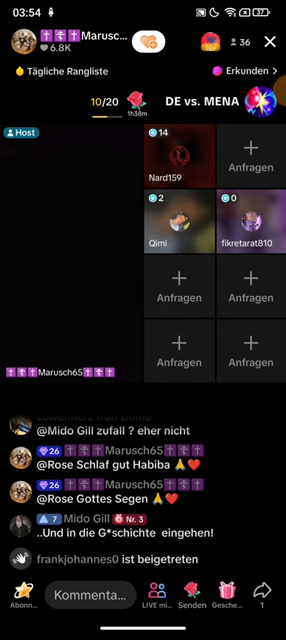 03:54
37
✝️☦️✝️Marusch...
6.8K
36
Tägliche Rangliste
Erkunden >
10/20
1h38m
DE vs. MENA
Host
14
Nard159
Anfragen
2
Qimi
0
fikretarat810
Anfragen
Anfragen
Anfragen
Anfragen
✝️☦️✝️Marusch65✝️☦️✝️
@Mido Gill zufall ? eher nicht
26 ✝️☦️✝️Marusch65✝️☦️✝️
@Rose Schlaf gut Habiba 🙏❤️
26 ✝️☦️✝️Marusch65✝️☦️✝️
@Rose Gottes Segen 🙏❤️
7 Mido Gill Nr. 3
..Und in die G*schichte eingehen!
frankjohannes0 ist beigetreten
Kommenta...
Abonn...
LIVE mi...
Senden
Gesche...
1